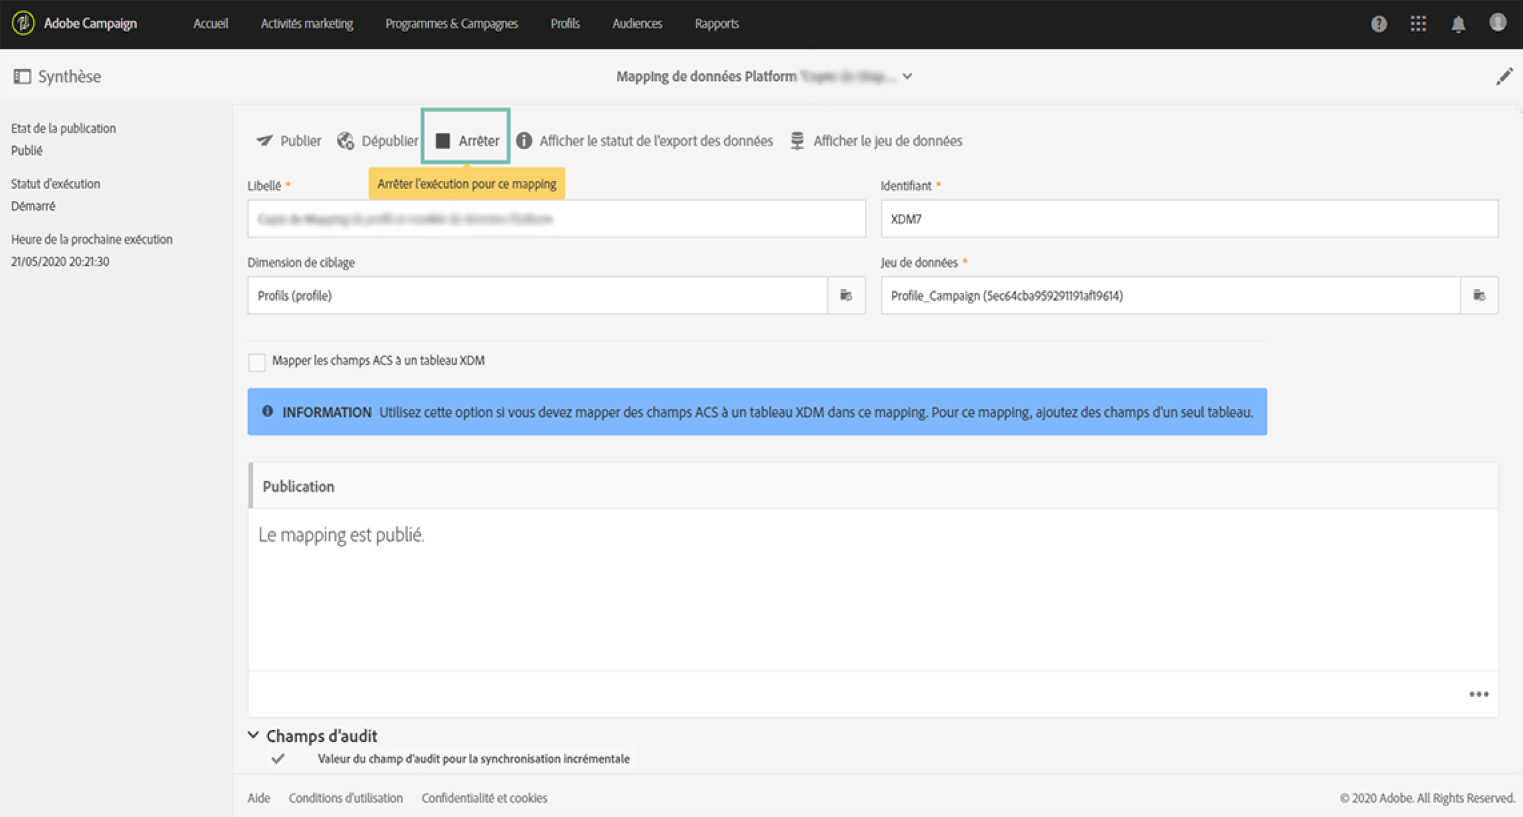 Adobe Campaign
Accueil
Activités marketing
Programmes & Campagnes
Profils
Audiences
Rapports
Synthèse
Mapping de données Platform
Etat de la publication
Publié
Statut d'exécution
Démarré
Heure de la prochaine exécution
21/05/2020 20:21:30
Publier
Dépublier
Arrêter
Afficher le statut de l'export des données
Afficher le jeu de données
Arrêter l'exécution pour ce mapping
Libellé *
Identifiant *
XDM7
Dimension de ciblage
Jeu de données *
Profils (profile)
Profile_Campaign (5ec64cba959291191af19614)
Mapper les champs ACS à un tableau XDM
INFORMATION Utilisez cette option si vous devez mapper des champs ACS à un tableau XDM dans ce mapping. Pour ce mapping, ajoutez des champs d'un seul tableau.
Publication
Le mapping est publié.
Champs d'audit
Valeur du champ d'audit pour la synchronisation incrémentale
Aide
Conditions d'utilisation
Confidentialité et cookies
© 2020 Adobe. All Rights Reserved.